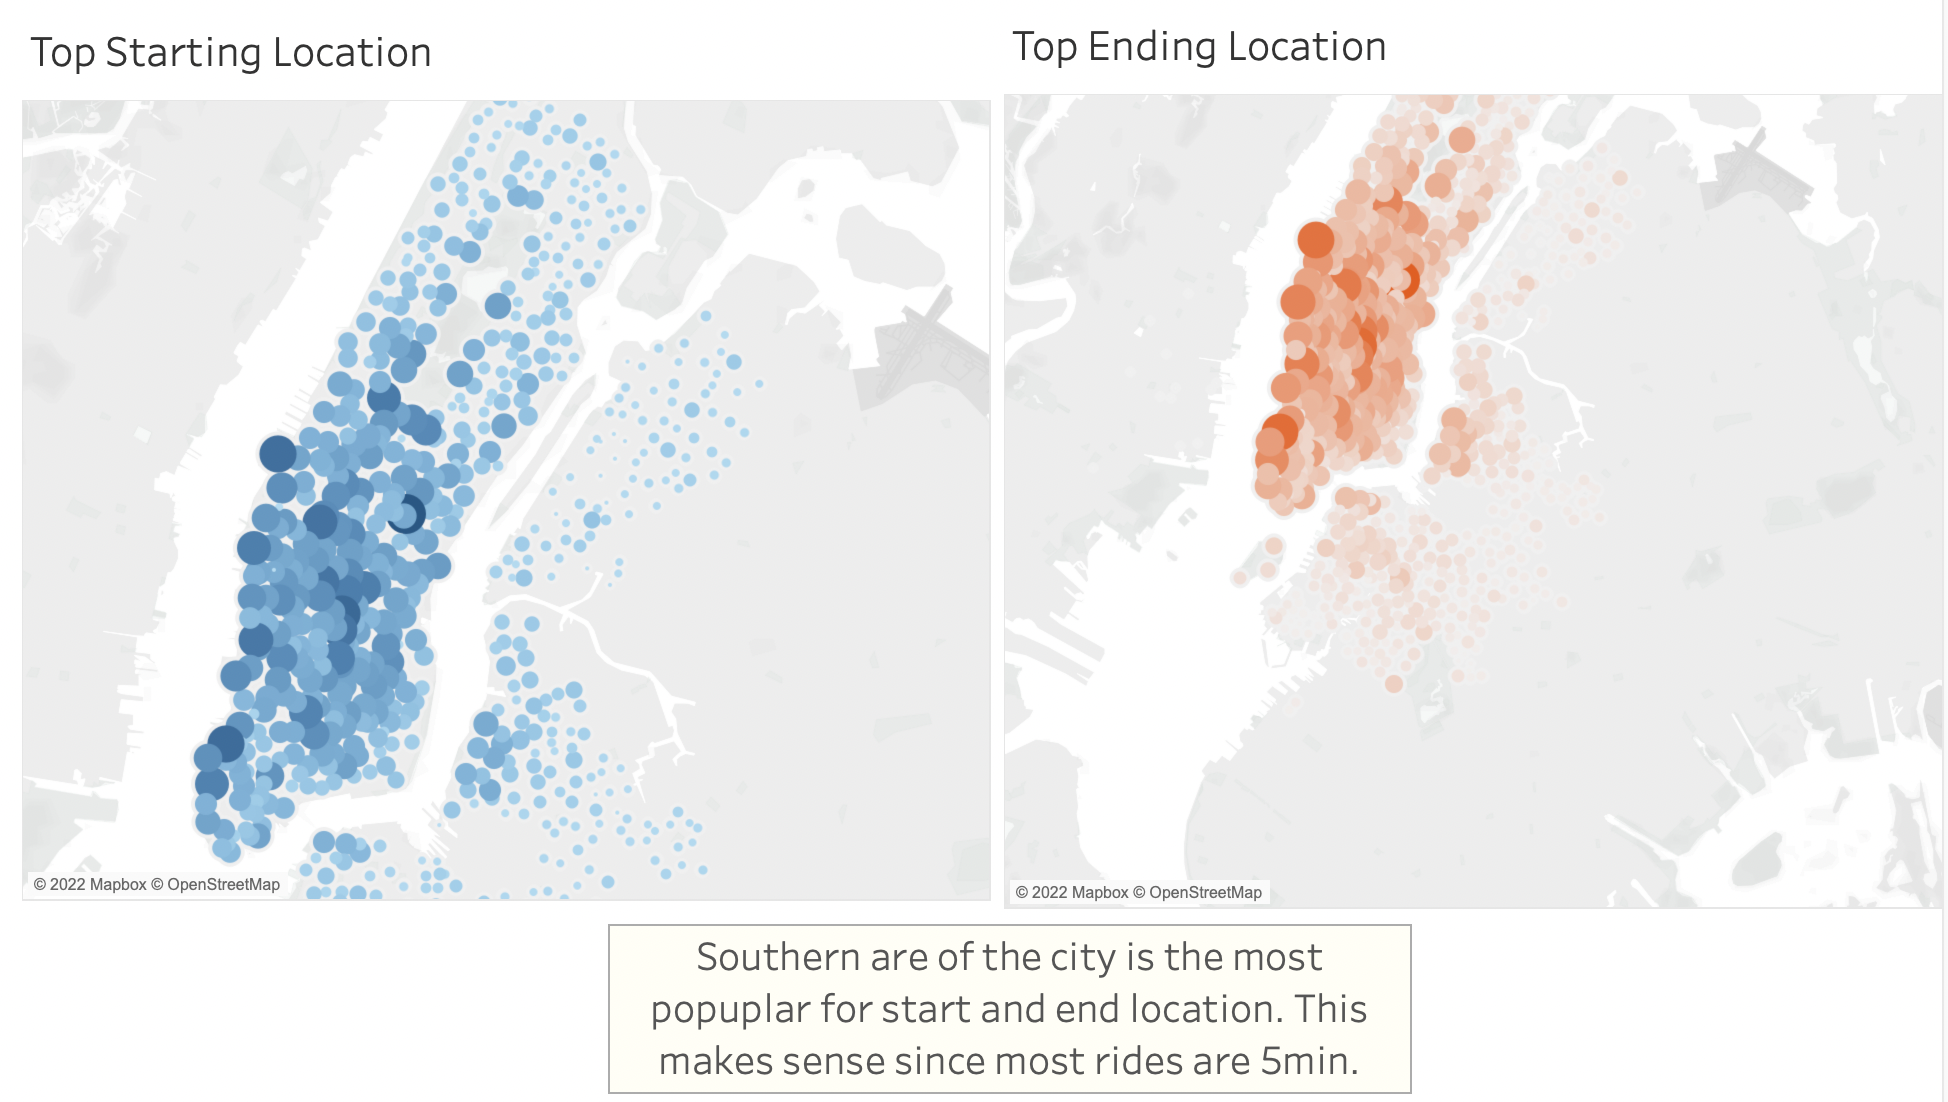 Top Starting Location
Top Ending Location
© 2022 Mapbox © OpenStreetMap
© 2022 Mapbox © OpenStreetMap
Southern are of the city is the most
popuplar for start and end location. This
makes sense since most rides are 5min.